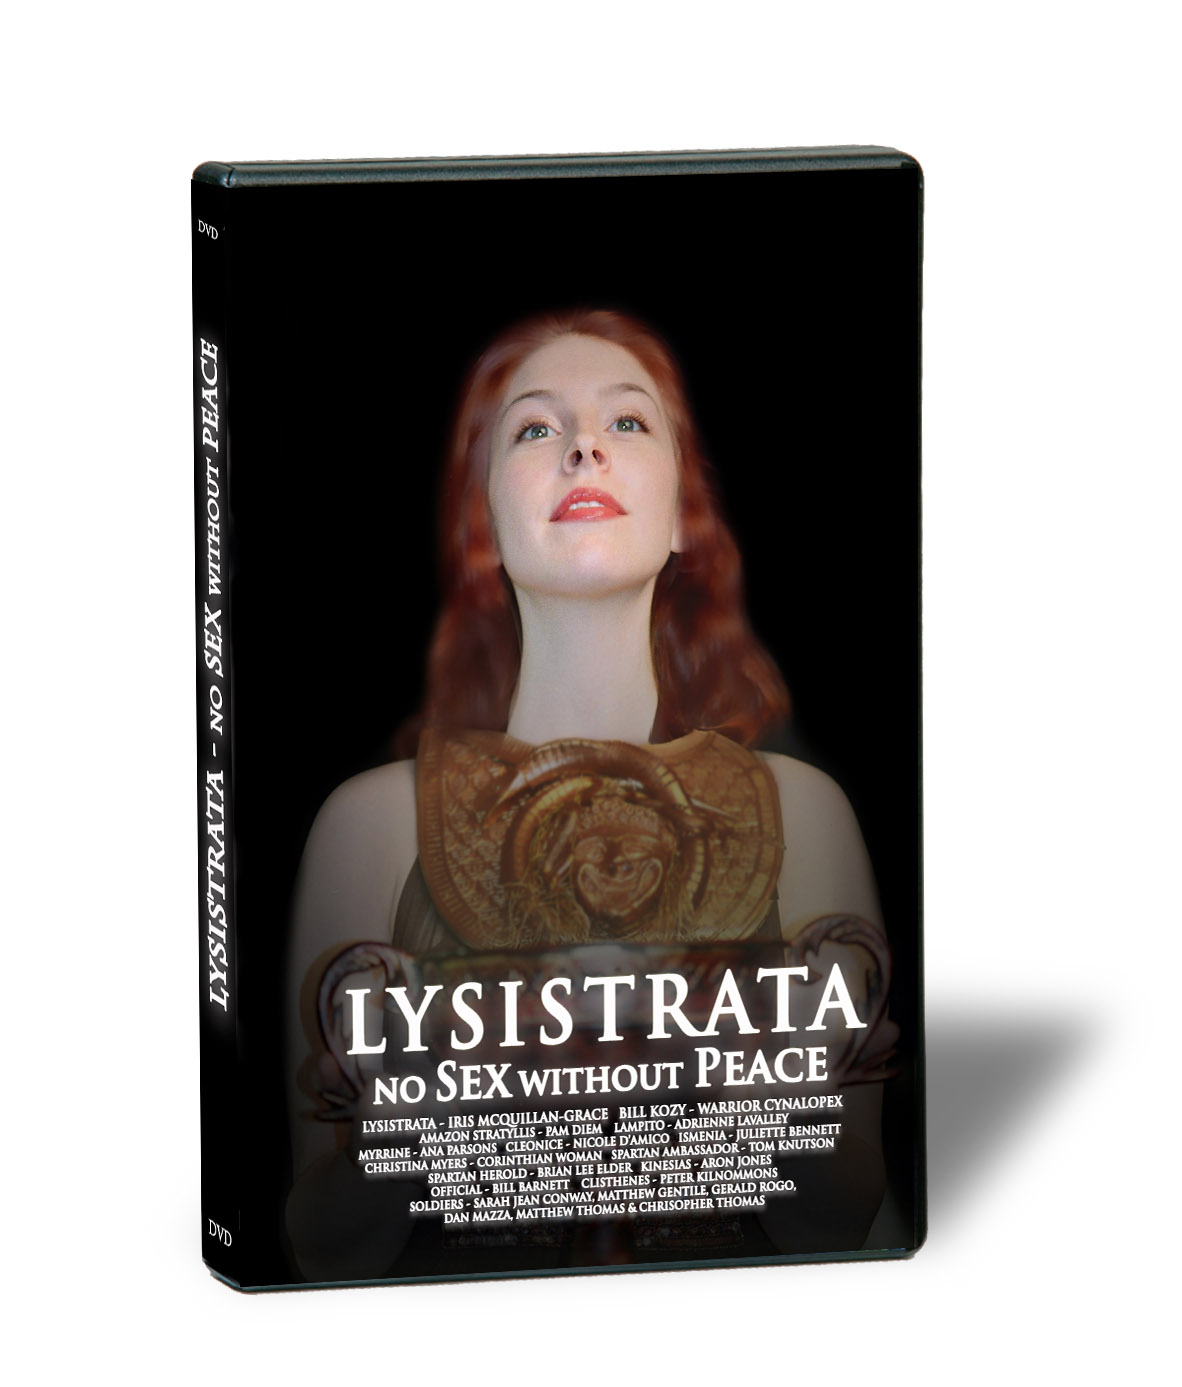 DVD
LYSISTRATA - NO SEX WITHOUT PEACE
DVD
LYSISTRATA
NO SEX WITHOUT PEACE
LYSISTRATA - IRIS MCQUILLAN-GRACE BILL KOZY - WARRIOR CYNALOPEX
AMAZON STRATYLLIS - PAM DIEM LAMPITO - ADRIENNE LAVALLEY
MYRRINE - ANA PARSONS CLEONICE - NICOLE D'AMICO ISMENIA - JULIETTE BENNETT
CHRISTINA MYERS - CORINTHIAN WOMAN SPARTAN AMBASSADOR - TOM KNUTSON
SPARTAN HEROLD - BRIAN LEE ELDER KINESIAS - ARON JONES
OFFICIAL - BILL BARNETT CLISTHENES - PETER KILNOMMONS
SOLDIERS - SARAH JEAN CONWAY, MATTHEW GENTILE, GERALD ROGO,
DAN MAZZA, MATTHEW THOMAS & CHRISOPHER THOMAS